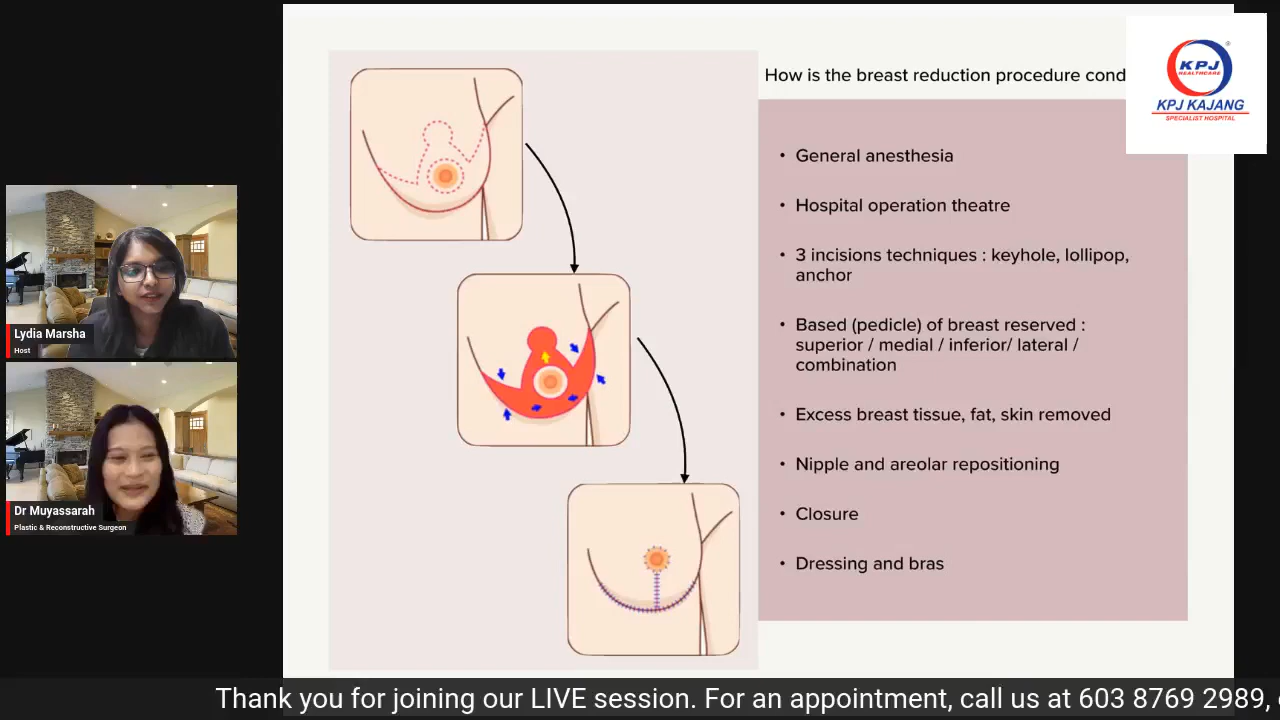 How is the breast reduction procedure cond
KPJ
HEALTHCARE
®
KPJ KAJANG
SPECIALIST HOSPITAL
• General anesthesia
• Hospital operation theatre
• 3 incisions techniques : keyhole, lollipop,
anchor
• Based (pedicle) of breast reserved :
superior / medial / inferior/ lateral /
combination
• Excess breast tissue, fat, skin removed
• Nipple and areolar repositioning
• Closure
• Dressing and bras
Lydia Marsha
Host
Dr Muyassarah
Plastic & Reconstructive Surgeon
Thank you for joining our LIVE session. For an appointment, call us at 603 8769 2989,